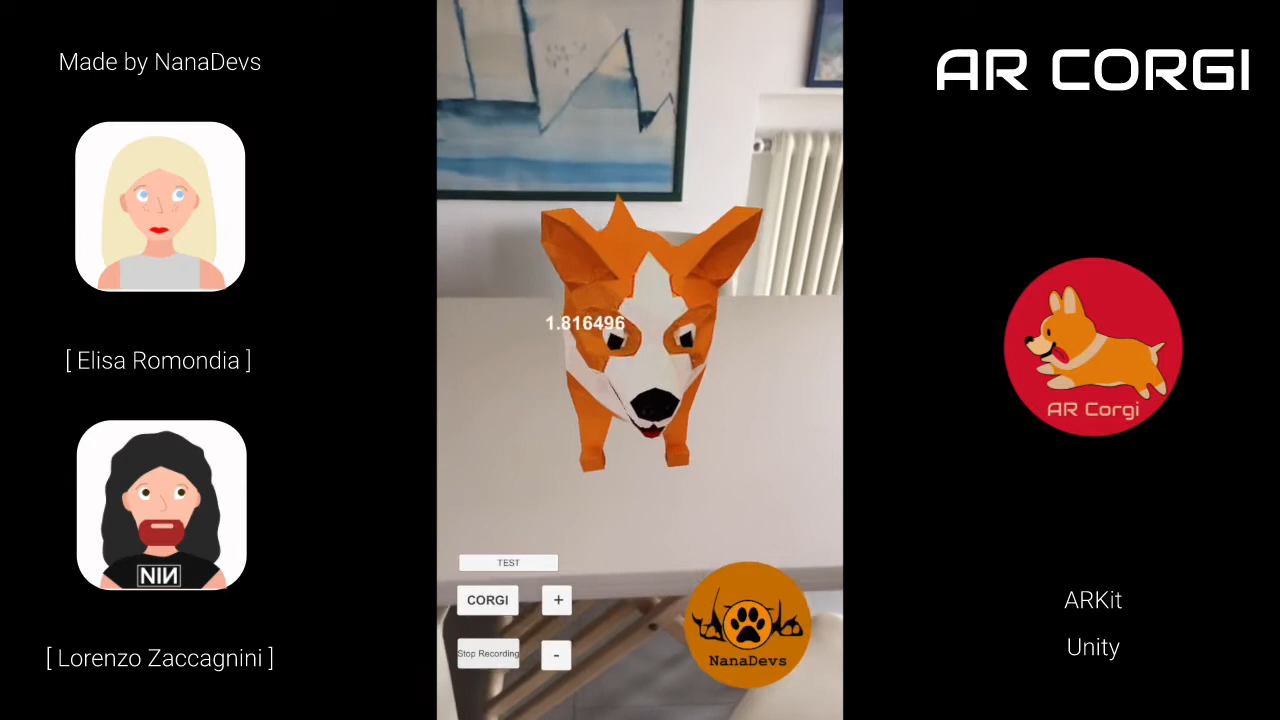 Made by NanaDevs
[ Elisa Romondia ]
NIN
[ Lorenzo Zaccagnini ]
1.816496
TEST
CORGI
+
Stop Recording
-
NanaDevs
AR CORGI
AR Corgi
ARKit
Unity